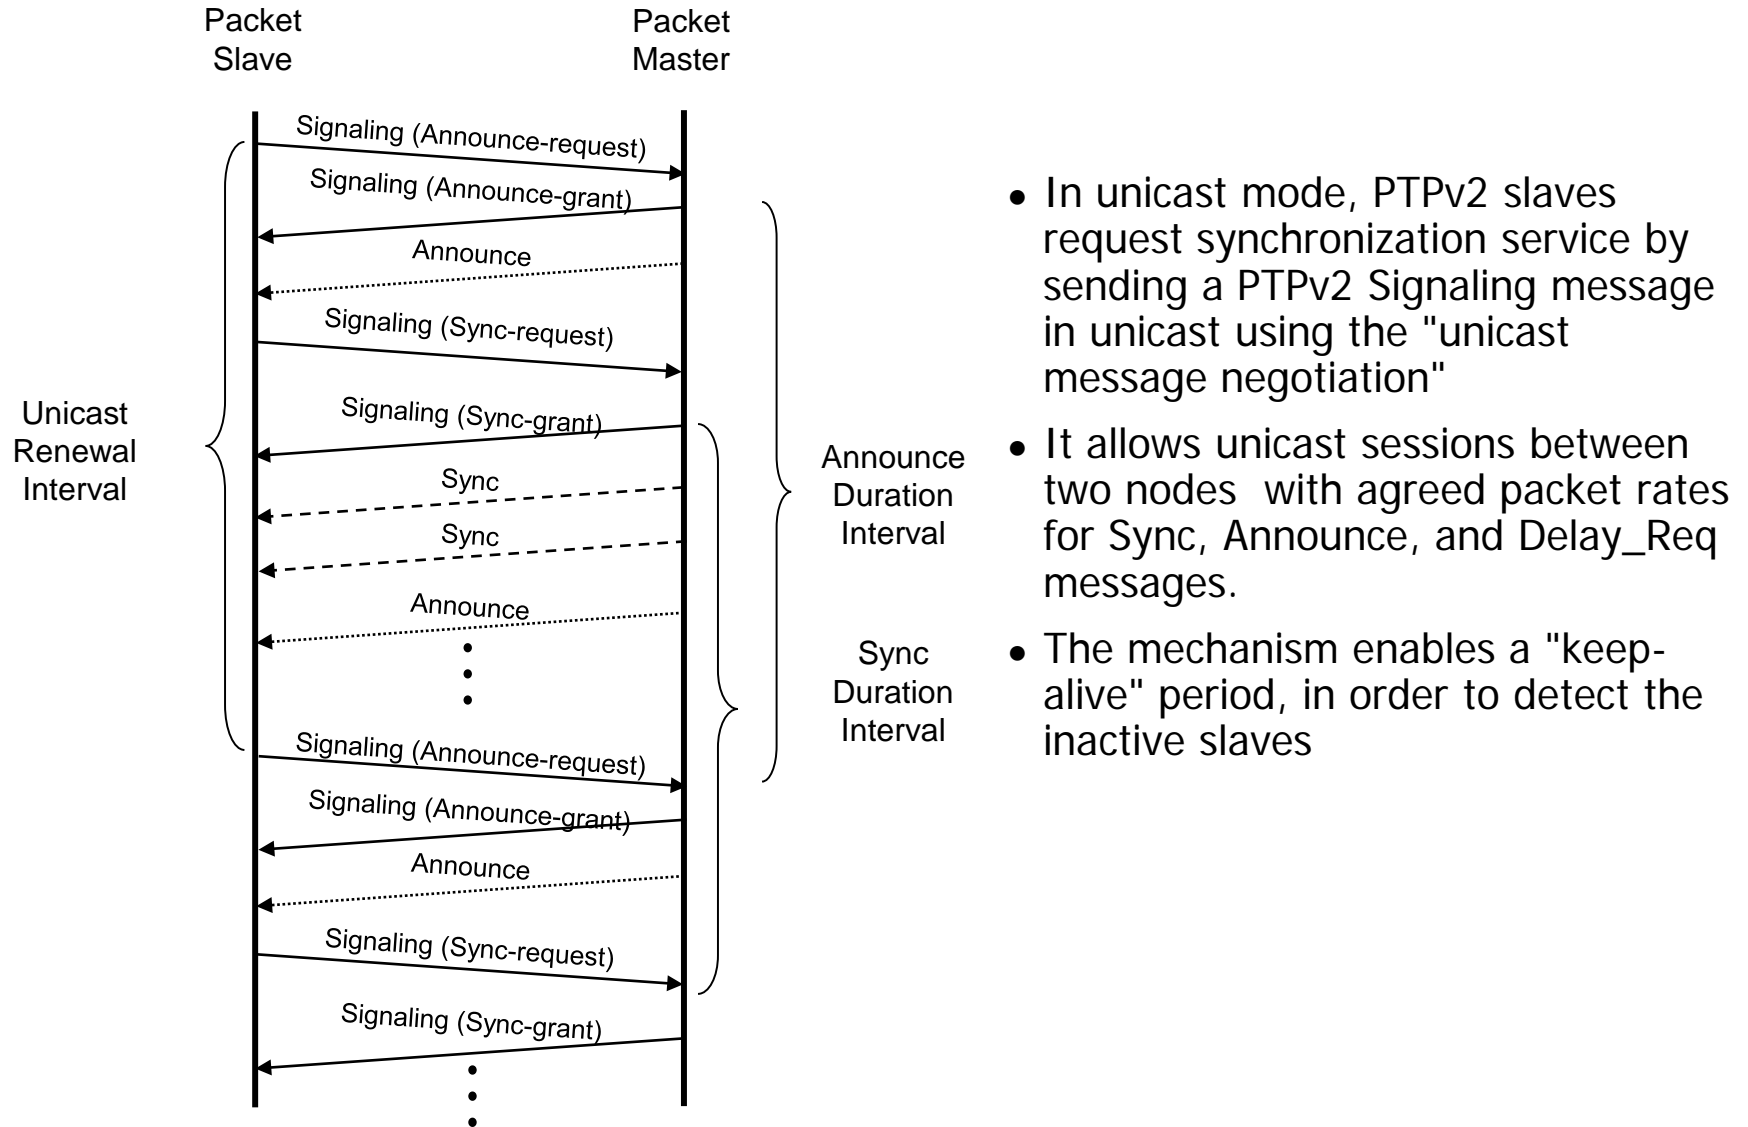 Packet
Slave
Packet
Master
Signaling (Announce-request)
Signaling (Announce-grant)
Announce
Signaling (Sync-request)
Signaling (Sync-grant)
Sync
Sync
Announce
Signaling (Announce-request)
Signaling (Announce-grant)
Announce
Signaling (Sync-request)
Signaling (Sync-grant)
Unicast
Renewal
Interval
Announce
Duration
Interval
Sync
Duration
Interval
• In unicast mode, PTPv2 slaves
request synchronization service by
sending a PTPv2 Signaling message
in unicast using the "unicast
message negotiation"
• It allows unicast sessions between
two nodes  with agreed packet rates
for Sync, Announce, and Delay_Req
messages.
• The mechanism enables a "keep-
alive" period, in order to detect the
inactive slaves